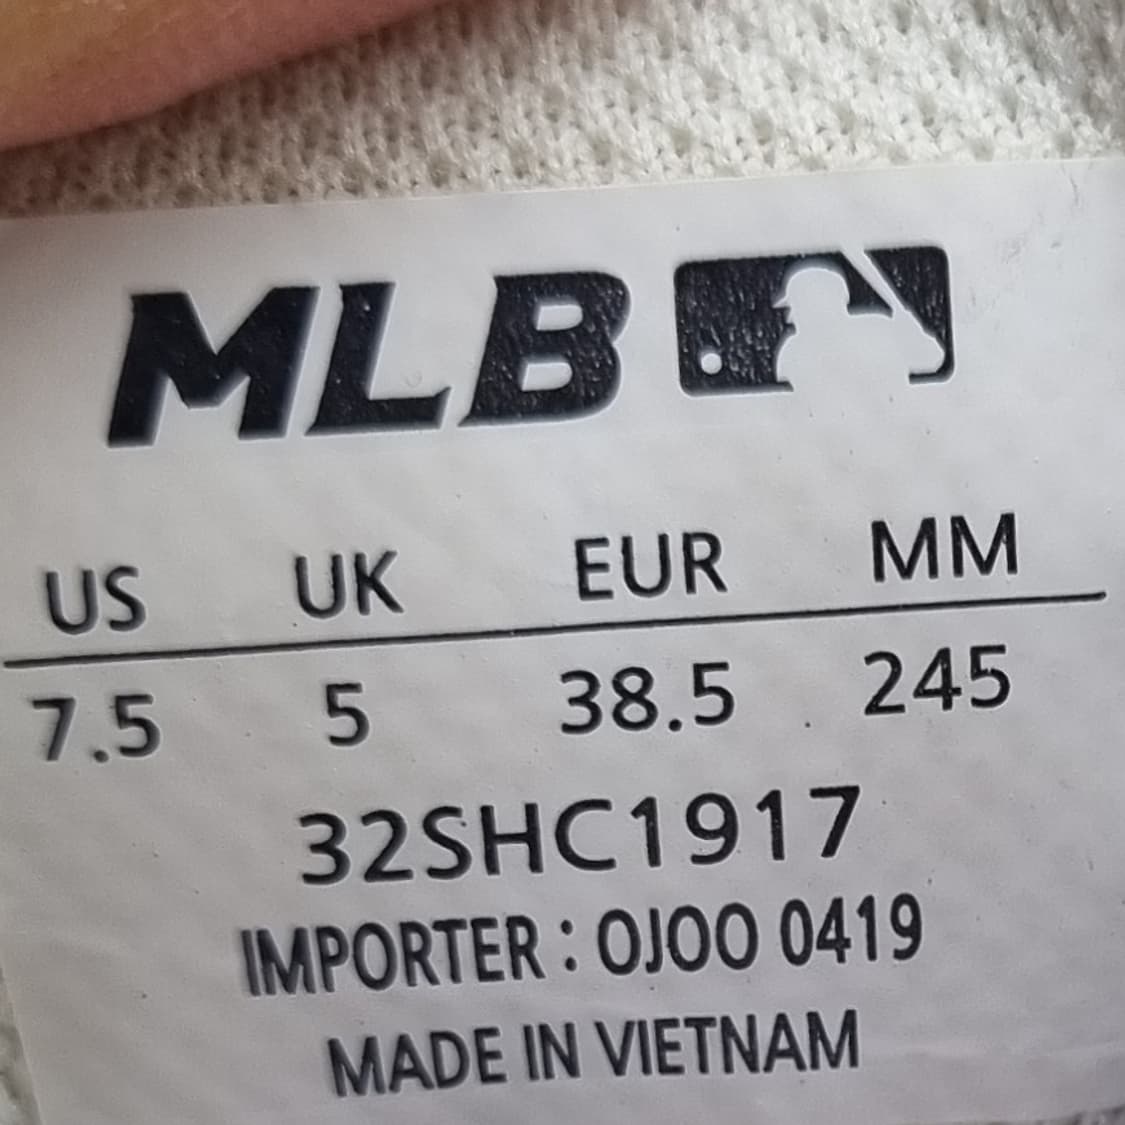 MLB
US UK EUR MM
7.5 5 38.5 245
32SHC1917
IMPORTER : OJOO 0419
MADE IN VIETNAM